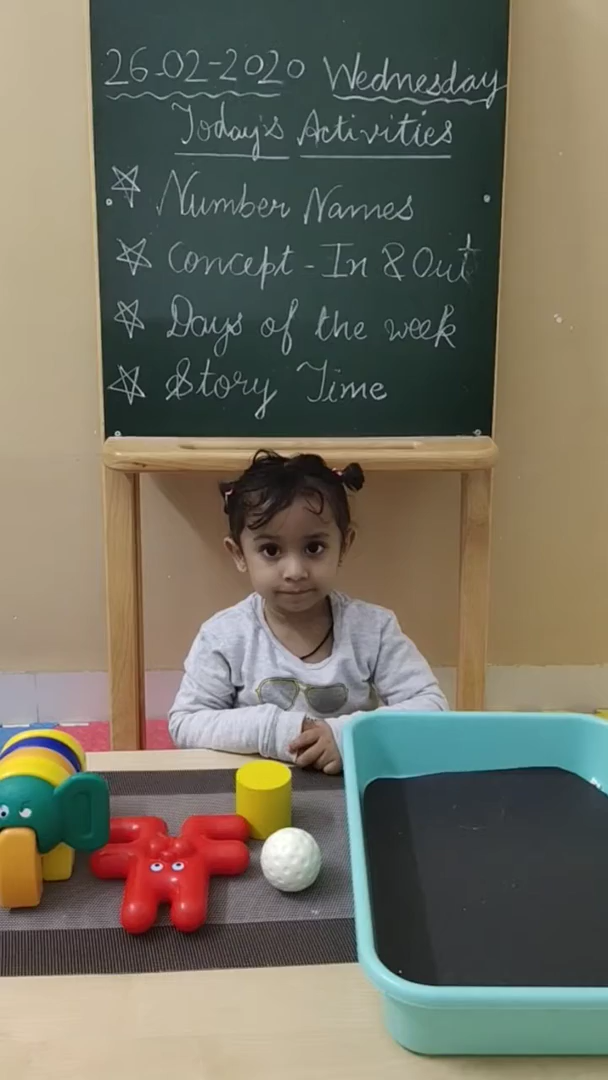 26-02-2020 Wednesday
Today's Activities
Number Names
Concept - In & Out
Days of the week
Story Time